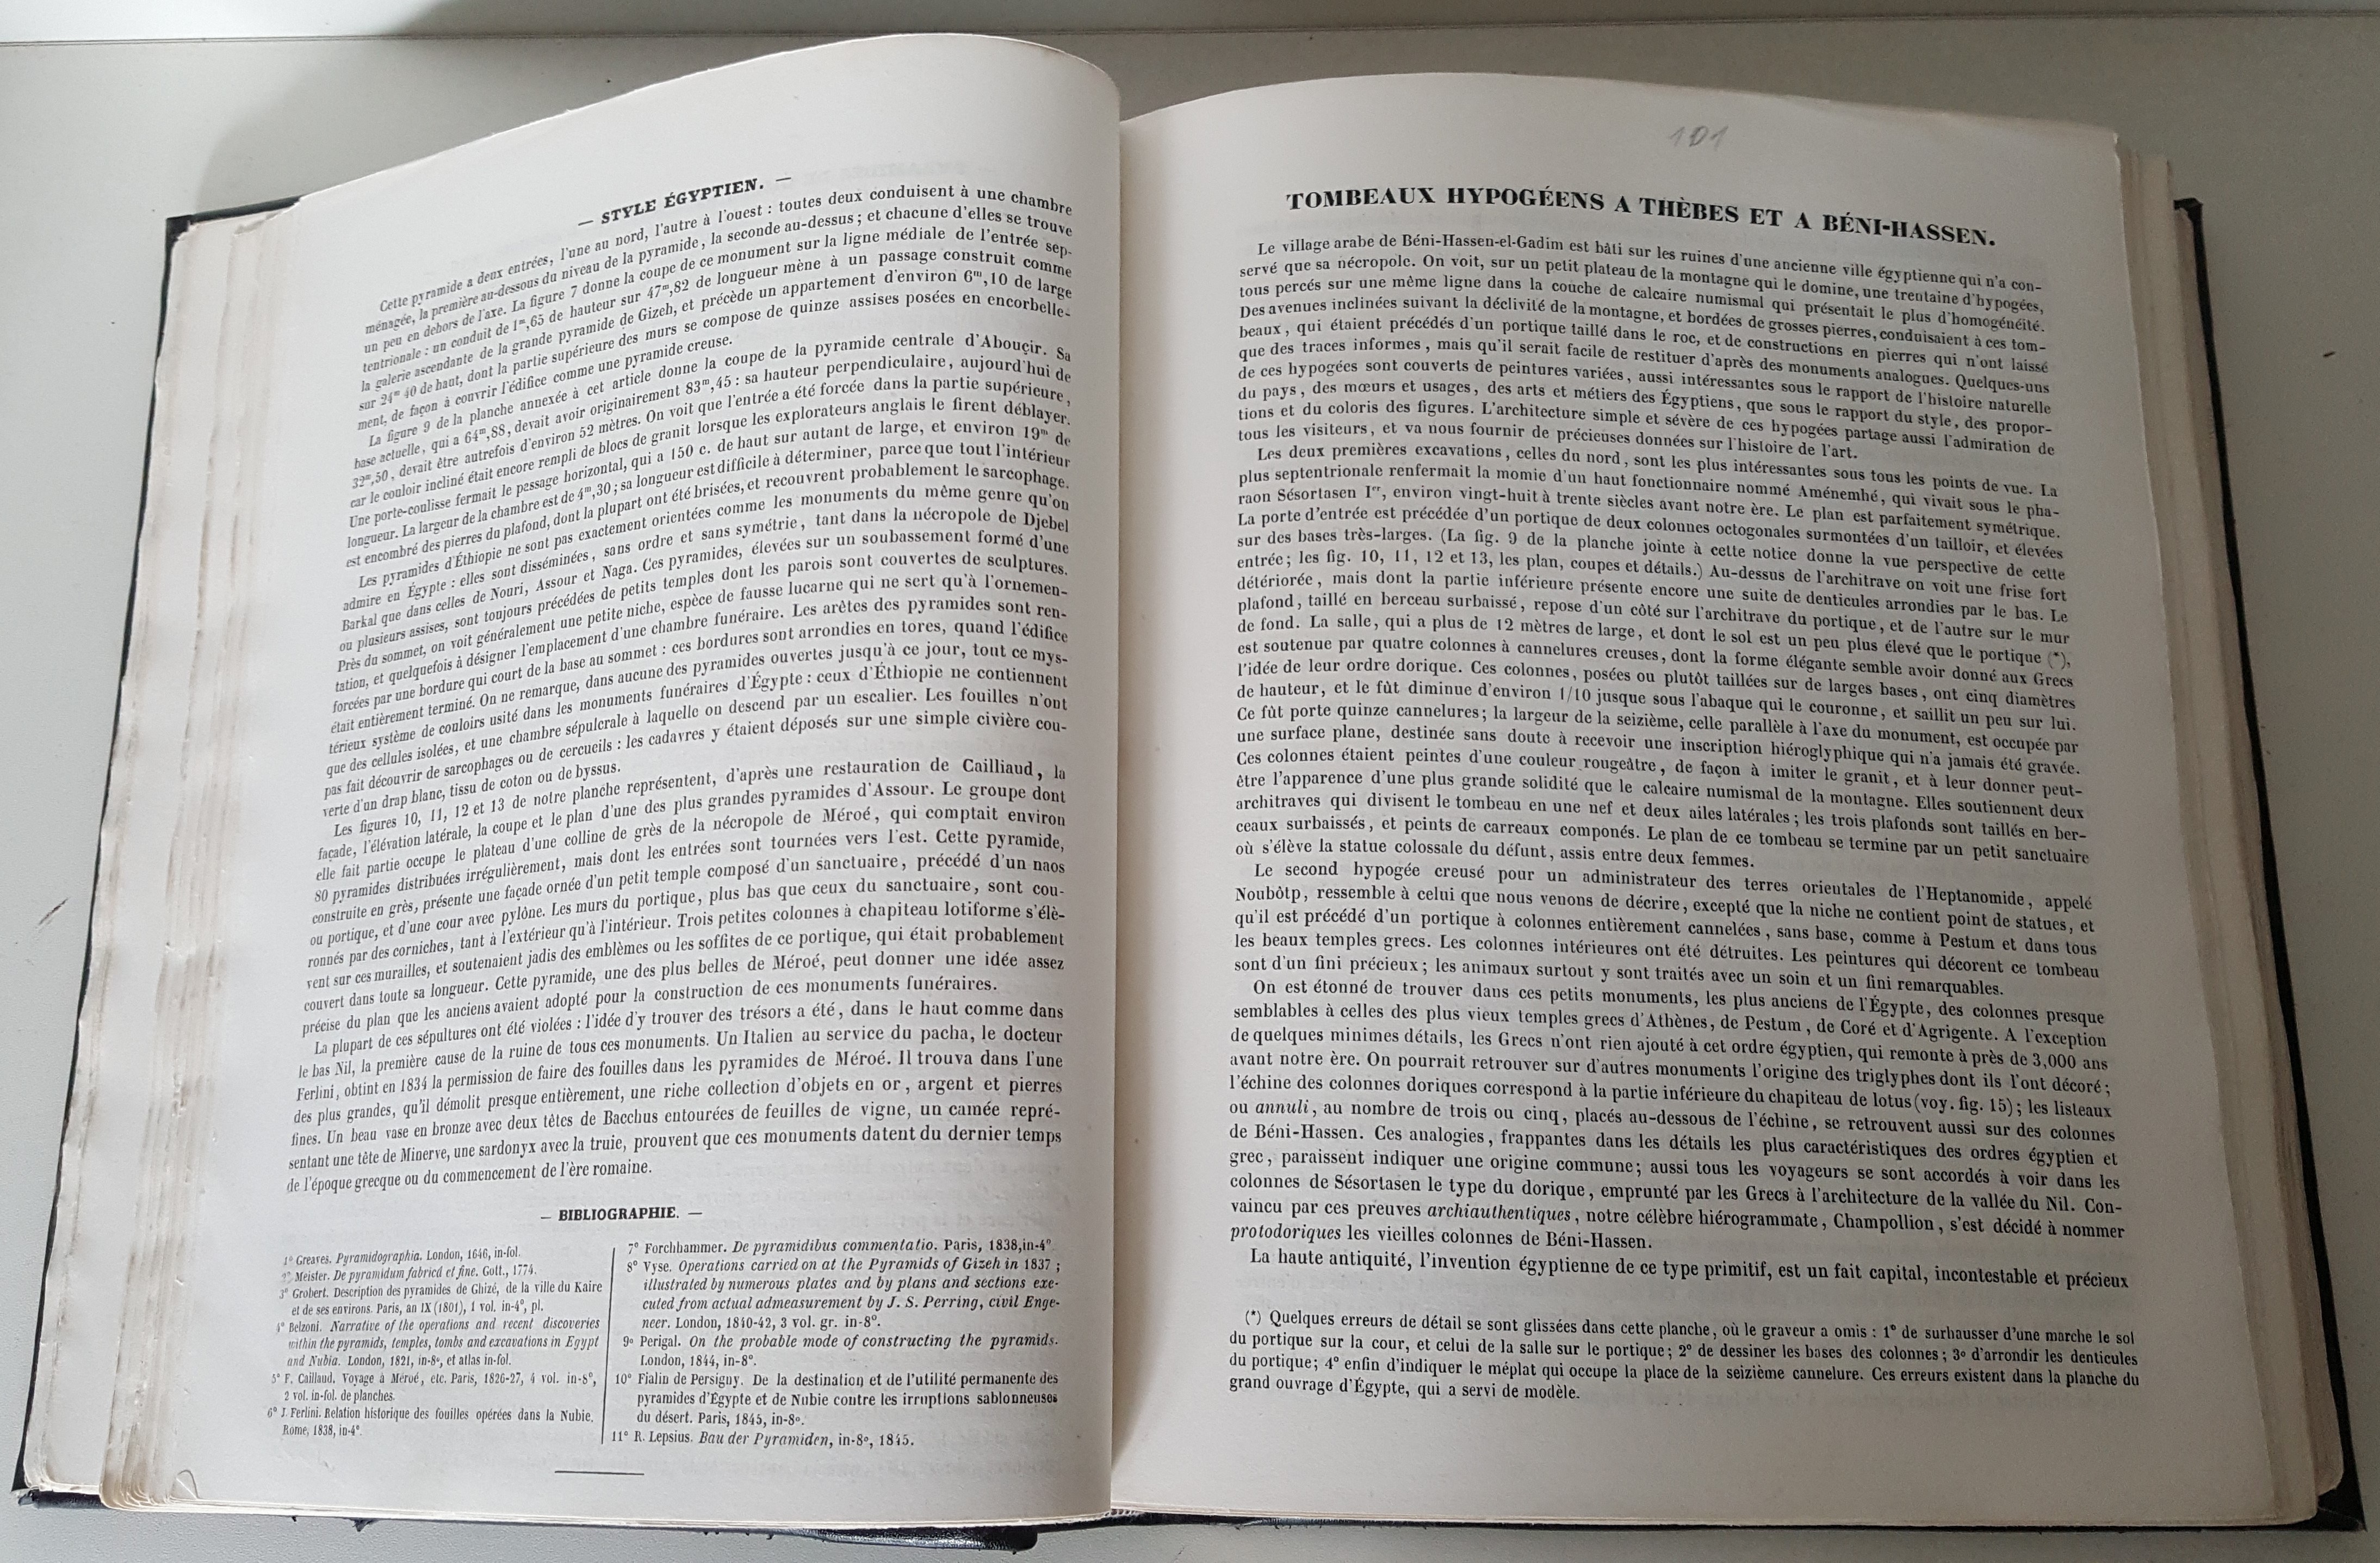 — STYLE ÉGYPTIEN. —
Cette pyramide a deux entrées, l'une au nord, l'autre à l'ouest : toutes deux conduisent à une chambre
ménagée, la première au-dessous du niveau de la pyramide, la seconde au-dessus ; et chacune d'elles se trouve
un peu en dehors de l'axe. La figure 7 donne la coupe de ce monument sur la ligne médiale de l'entrée sep-
tentrionale : un conduit de 1ᵐ,65 de hauteur sur 47ᵐ,82 de longueur mène à un passage construit comme
la galerie ascendante de la grande pyramide de Gizeh, et précède un appartement d'environ 6ᵐ,10 de large
sur 24ᵐ 40 de haut, dont la partie supérieure des murs se compose de quinze assises posées en encorbelle-
ment, de façon à couvrir l'édifice comme une pyramide creuse.
La figure 9 de la planche annexée à cet article donne la coupe de la pyramide centrale d'Abouçir. Sa
base actuelle, qui a 64ᵐ,88, devait avoir originairement 83ᵐ,45 : sa hauteur perpendiculaire, aujourd'hui de
32ᵐ,50, devait être autrefois d'environ 52 mètres. On voit que l'entrée a été forcée dans la partie supérieure,
car le couloir incliné était encore rempli de blocs de granit lorsque les explorateurs anglais le firent déblayer.
Une porte-coulisse fermait le passage horizontal, qui a 150 c. de haut sur autant de large, et environ 19ᵐ de
longueur. La largeur de la chambre est de 4ᵐ,30 ; sa longueur est difficile à déterminer, parce que tout l'intérieur
est encombré des pierres du plafond, dont la plupart ont été brisées, et recouvrent probablement le sarcophage.
Les pyramides d'Éthiopie ne sont pas exactement orientées comme les monuments du même genre qu'on
admire en Égypte : elles sont disséminées, sans ordre et sans symétrie, tant dans la nécropole de Djebel
Barkal que dans celles de Nouri, Assour et Naga. Ces pyramides, élevées sur un soubassement formé d'une
ou plusieurs assises, sont toujours précédées de petits temples dont les parois sont couvertes de sculptures.
Près du sommet, on voit généralement une petite niche, espèce de fausse lucarne qui ne sert qu'à l'ornemen-
tation, et quelquefois à désigner l'emplacement d'une chambre funéraire. Les arêtes des pyramides sont ren-
forcées par une bordure qui court de la base au sommet : ces bordures sont arrondies en tores, quand l'édifice
était entièrement terminé. On ne remarque, dans aucune des pyramides ouvertes jusqu'à ce jour, tout ce mys-
térieux système de couloirs usité dans les monuments funéraires d'Égypte : ceux d'Éthiopie ne contiennent
que des cellules isolées, et une chambre sépulcrale à laquelle on descend par un escalier. Les fouilles n'ont
pas fait découvrir de sarcophages ou de cercueils : les cadavres y étaient déposés sur une simple civière cou-
verte d'un drap blanc, tissu de coton ou de byssus.
Les figures 10, 11, 12 et 13 de notre planche représentent, d'après une restauration de Cailliaud, la
façade, l'élévation latérale, la coupe et le plan d'une des plus grandes pyramides d'Assour. Le groupe dont
elle fait partie occupe le plateau d'une colline de grès de la nécropole de Méroé, qui comptait environ
80 pyramides distribuées irrégulièrement, mais dont les entrées sont tournées vers l'est. Cette pyramide,
construite en grès, présente une façade ornée d'un petit temple composé d'un sanctuaire, précédé d'un naos
ou portique, et d'une cour avec pylône. Les murs du portique, plus bas que ceux du sanctuaire, sont cou-
ronnés par des corniches, tant à l'extérieur qu'à l'intérieur. Trois petites colonnes à chapiteau lotiforme s'élè-
vent sur ces murailles, et soutenaient jadis des emblèmes ou les soffites de ce portique, qui était probablement
couvert dans toute sa longueur. Cette pyramide, une des plus belles de Méroé, peut donner une idée assez
précise du plan que les anciens avaient adopté pour la construction de ces monuments funéraires.
La plupart de ces sépultures ont été violées : l'idée d'y trouver des trésors a été, dans le haut comme dans
le bas Nil, la première cause de la ruine de tous ces monuments. Un Italien au service du pacha, le docteur
Ferlini, obtint en 1834 la permission de faire des fouilles dans les pyramides de Méroé. Il trouva dans l'une
des plus grandes, qu'il démolit presque entièrement, une riche collection d'objets en or, argent et pierres
fines. Un beau vase en bronze avec deux têtes de Bacchus entourées de feuilles de vigne, un camée repré-
sentant une tête de Minerve, une sardonyx avec la truie, prouvent que ces monuments datent du dernier temps
de l'époque grecque ou du commencement de l'ère romaine.
— BIBLIOGRAPHIE. —
1° Greaves. Pyramidographia. London, 1646, in-fol.
2° Meister. De pyramidum fabricâ et fine. Gott., 1774.
3° Grobert. Description des pyramides de Ghizé, de la ville du Kaire
et de ses environs. Paris, an IX (1801), 1 vol. in-4°, pl.
4° Belzoni. Narrative of the operations and recent discoveries
within the pyramids, temples, tombs and excavations in Egypt
and Nubia. London, 1821, in-8°, et atlas in-fol.
5° F. Caillaud. Voyage à Méroé, etc. Paris, 1826-27, 4 vol. in-8°,
2 vol. in-fol. de planches.
6° J. Ferlini. Relation historique des fouilles opérées dans la Nubie.
Rome, 1838, in-4°.
7° Forchhammer. De pyramidibus commentatio. Paris, 1838, in-4°
8° Vyse. Operations carried on at the Pyramids of Gizeh in 1837 ;
illustrated by numerous plates and by plans and sections exe-
cuted from actual admeasurement by J. S. Perring, civil Enge-
neer. London, 1840-42, 3 vol. gr. in-8°.
9° Perigal. On the probable mode of constructing the pyramids.
London, 1844, in-8°.
10° Fialin de Persigny. De la destination et de l'utilité permanente des
pyramides d'Égypte et de Nubie contre les irruptions sablonneuses
du désert. Paris, 1845, in-8°.
11° R. Lepsius. Bau der Pyramiden, in-8°, 1845.
101
TOMBEAUX HYPOGÉENS A THÈBES ET A BÉNI-HASSEN.
Le village arabe de Béni-Hassen-el-Gadim est bâti sur les ruines d'une ancienne ville égyptienne qui n'a con-
servé que sa nécropole. On voit, sur un petit plateau de la montagne qui le domine, une trentaine d'hypogées,
tous percés sur une même ligne dans la couche de calcaire numismal qui présentait le plus d'homogénéité.
Des avenues inclinées suivant la déclivité de la montagne, et bordées de grosses pierres, conduisaient à ces tom-
beaux, qui étaient précédés d'un portique taillé dans le roc, et de constructions en pierres qui n'ont laissé
que des traces informes, mais qu'il serait facile de restituer d'après des monuments analogues. Quelques-uns
de ces hypogées sont couverts de peintures variées, aussi intéressantes sous le rapport de l'histoire naturelle
du pays, des mœurs et usages, des arts et métiers des Égyptiens, que sous le rapport du style, des propor-
tions et du coloris des figures. L'architecture simple et sévère de ces hypogées partage aussi l'admiration de
tous les visiteurs, et va nous fournir de précieuses données sur l'histoire de l'art.
Les deux premières excavations, celles du nord, sont les plus intéressantes sous tous les points de vue. La
plus septentrionale renfermait la momie d'un haut fonctionnaire nommé Aménemhé, qui vivait sous le pha-
raon Sésortasen Iᵉʳ, environ vingt-huit à trente siècles avant notre ère. Le plan est parfaitement symétrique.
La porte d'entrée est précédée d'un portique de deux colonnes octogonales surmontées d'un tailloir, et élevées
sur des bases très-larges. (La fig. 9 de la planche jointe à cette notice donne la vue perspective de cette
entrée ; les fig. 10, 11, 12 et 13, les plan, coupes et détails.) Au-dessus de l'architrave on voit une frise fort
détériorée, mais dont la partie inférieure présente encore une suite de denticules arrondies par le bas. Le
plafond, taillé en berceau surbaissé, repose d'un côté sur l'architrave du portique, et de l'autre sur le mur
de fond. La salle, qui a plus de 12 mètres de large, et dont le sol est un peu plus élevé que le portique (*),
est soutenue par quatre colonnes à cannelures creuses, dont la forme élégante semble avoir donné aux Grecs
l'idée de leur ordre dorique. Ces colonnes, posées ou plutôt taillées sur de larges bases, ont cinq diamètres
de hauteur, et le fût diminue d'environ 1/10 jusque sous l'abaque qui le couronne, et saillit un peu sur lui.
Ce fût porte quinze cannelures ; la largeur de la seizième, celle parallèle à l'axe du monument, est occupée par
une surface plane, destinée sans doute à recevoir une inscription hiéroglyphique qui n'a jamais été gravée.
Ces colonnes étaient peintes d'une couleur rougeâtre, de façon à imiter le granit, et à leur donner peut-
être l'apparence d'une plus grande solidité que le calcaire numismal de la montagne. Elles soutiennent deux
architraves qui divisent le tombeau en une nef et deux ailes latérales ; les trois plafonds sont taillés en ber-
ceaux surbaissés, et peints de carreaux composés. Le plan de ce tombeau se termine par un petit sanctuaire
où s'élève la statue colossale du défunt, assis entre deux femmes.
Le second hypogée creusé pour un administrateur des terres orientales de l'Heptanomide, appelé
Noubôtp, ressemble à celui que nous venons de décrire, excepté que la niche ne contient point de statues, et
qu'il est précédé d'un portique à colonnes entièrement cannelées, sans base, comme à Pestum et dans tous
les beaux temples grecs. Les colonnes intérieures ont été détruites. Les peintures qui décorent ce tombeau
sont d'un fini précieux ; les animaux surtout y sont traités avec un soin et un fini remarquables.
On est étonné de trouver dans ces petits monuments, les plus anciens de l'Égypte, des colonnes presque
semblables à celles des plus vieux temples grecs d'Athènes, de Pestum, de Coré et d'Agrigente. A l'exception
de quelques minimes détails, les Grecs n'ont rien ajouté à cet ordre égyptien, qui remonte à près de 3,000 ans
avant notre ère. On pourrait retrouver sur d'autres monuments l'origine des triglyphes dont ils l'ont décoré ;
l'échine des colonnes doriques correspond à la partie inférieure du chapiteau de lotus (voy. fig. 15) ; les listeaux
ou annuli, au nombre de trois ou cinq, placés au-dessous de l'échine, se retrouvent aussi sur des colonnes
de Béni-Hassen. Ces analogies, frappantes dans les détails les plus caractéristiques des ordres égyptien et
grec, paraissent indiquer une origine commune ; aussi tous les voyageurs se sont accordés à voir dans les
colonnes de Sésortasen le type du dorique, emprunté par les Grecs à l'architecture de la vallée du Nil. Con-
vaincu par ces preuves archiauthentiques, notre célèbre hiérogrammate, Champollion, s'est décidé à nommer
protodoriques les vieilles colonnes de Béni-Hassen.
La haute antiquité, l'invention égyptienne de ce type primitif, est un fait capital, incontestable et précieux
(*) Quelques erreurs de détail se sont glissées dans cette planche, où le graveur a omis : 1° de surhausser d'une marche le sol
du portique sur la cour, et celui de la salle sur le portique ; 2° de dessiner les bases des colonnes ; 3° d'arrondir les denticules
du portique ; 4° enfin d'indiquer le méplat qui occupe la place de la seizième cannelure. Ces erreurs existent dans la planche du
grand ouvrage d'Égypte, qui a servi de modèle.